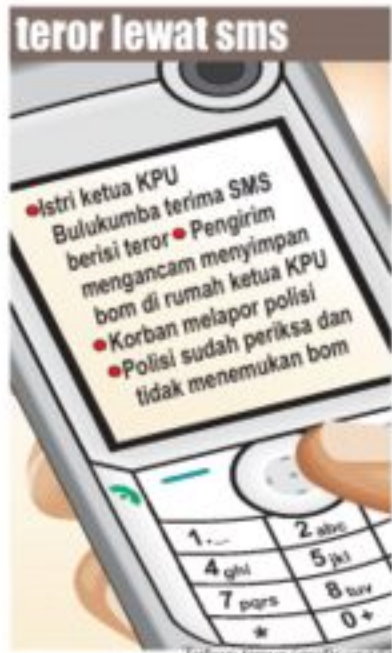 teror lewat sms
•Istri ketua KPU
Bulukumba terima SMS
berisi teror • Pengirim
mengancam menyimpan
bom di rumah ketua KPU
•Korban melapor polisi
•Polisi sudah periksa dan
tidak menemukan bom
1.._ 2 abc
4 ghi 5 jkl
7 pqrs 8 tuv
* 0+